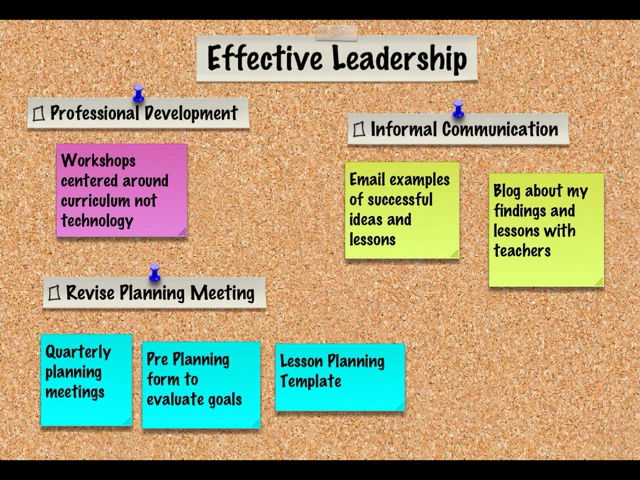 Effective Leadership
Professional Development
Workshops
centered around
curriculum not
technology
Informal Communication
Email examples
of successful
ideas and
lessons
Blog about my
findings and
lessons with
teachers
Revise Planning Meeting
Quarterly
planning
meetings
Pre Planning
form to
evaluate goals
Lesson Planning
Template